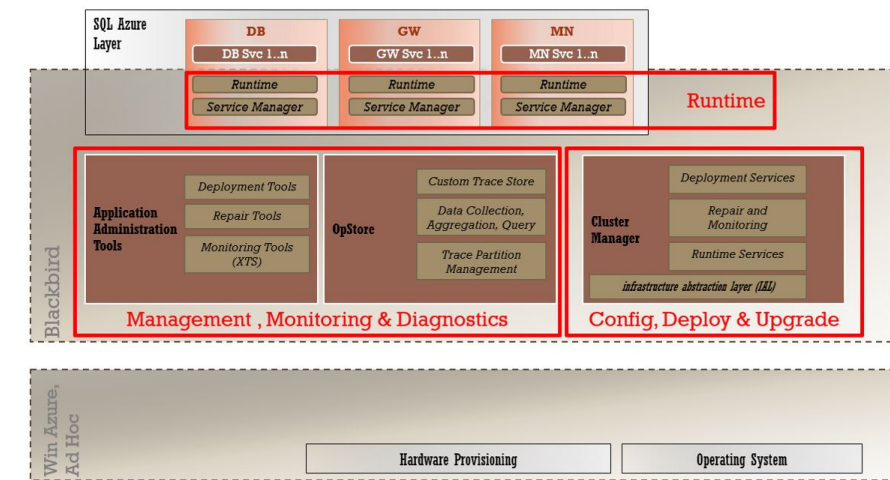 SQL Azure
Layer
DB
GW
MN
DB Svc 1..n
GW Svc 1..n
MN Svc 1..n
Runtime
Runtime
Runtime
Service Manager
Service Manager
Service Manager
Runtime
Blackbird
Application
Administration
Tools
Deployment Tools
Repair Tools
Monitoring Tools
(XTS)
OpStore
Custom Trace Store
Data Collection,
Aggregation, Query
Trace Partition
Management
Cluster
Manager
Deployment Services
Repair and
Monitoring
Runtime Services
infrastructure abstraction layer (IAL)
Management , Monitoring & Diagnostics
Config, Deploy & Upgrade
Win Azure,
Ad Hoc
Hardware Provisioning
Operating System